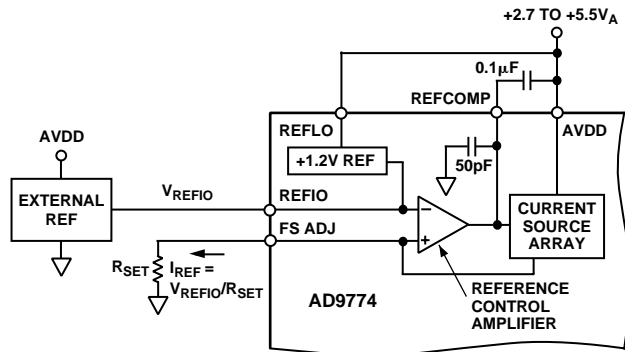 +2.7 TO +5.5VA
0.1µF
REFCOMP
AVDD
REFLO
AVDD
+1.2V REF
50pF
EXTERNAL
REF
VREFIO
REFIO
−
CURRENT
SOURCE
ARRAY
FS ADJ
+
RSET
IREF =
VREFIO/RSET
AD9774
REFERENCE
CONTROL
AMPLIFIER